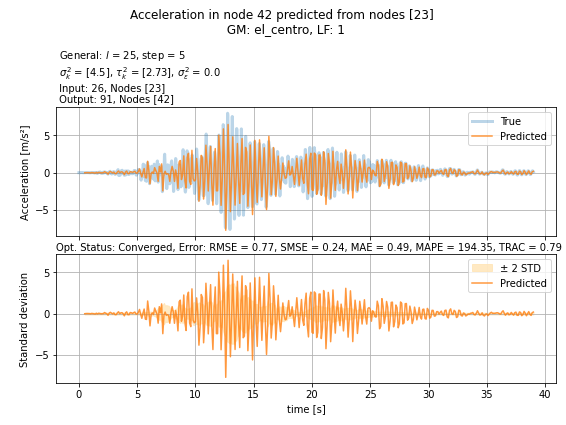 Acceleration in node 42 predicted from nodes [23]
GM: el_centro, LF: 1
General: l = 25, step = 5
σ²ₖ = [4.5], τ²ₖ = [2.73], σ²ε = 0.0
Input: 26, Nodes [23]
Output: 91, Nodes [42]
Acceleration [m/s²]
5
0
−5
True
Predicted
Opt. Status: Converged, Error: RMSE = 0.77, SMSE = 0.24, MAE = 0.49, MAPE = 194.35, TRAC = 0.79
Standard deviation
5
0
−5
± 2 STD
Predicted
0 5 10 15 20 25 30 35 40
time [s]